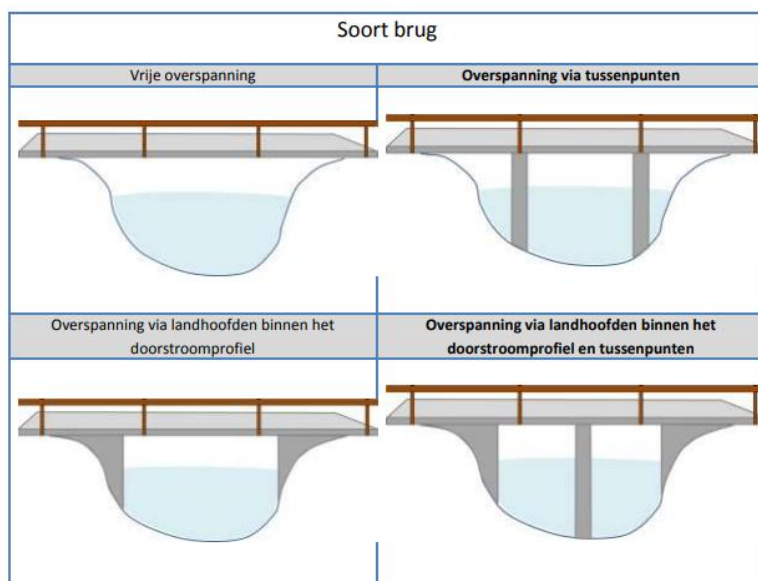 Soort brug
Vrije overspanning
Overspanning via tussenpunten
Overspanning via landhoofden binnen het
doorstroomprofiel
Overspanning via landhoofden binnen het
doorstroomprofiel en tussenpunten